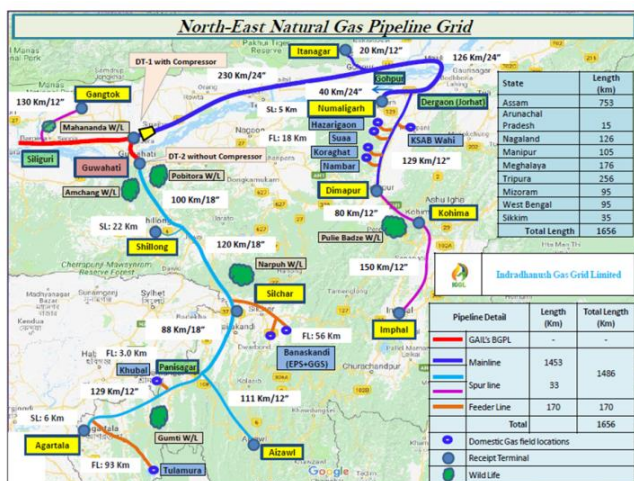 North-East Natural Gas Pipeline Grid
DT-1 with Compressor
Itanagar
20 Km/12"
126 Km/24"
230 Km/24"
Gohpur
40 Km/24"
Gangtok
130 Km/12"
SL: 5 Km
Numaligarh
Dergaon (Jorhat)
Mahananda W/L
FL: 18 Km
Hazarigaon
Suaa
KSAB Wahi
Koraghat
Nambar
129 Km/12"
Siliguri
Guwahati
DT-2 without Compressor
Amchang W/L
Pobitora W/L
Dimapur
100 Km/18"
80 Km/12"
Kohima
SL: 22 Km
Shillong
120 Km/18"
Pulie Badze W/L
150 Km/12"
Narpuh W/L
Silchar
Imphal
88 Km/18"
FL: 56 Km
Banaskandi
(EPS+GGS)
FL: 3.0 Km
Khubal
Panisagar
129 Km/12"
111 Km/12"
SL: 6 Km
Agartala
Gumti W/L
Aizawl
FL: 93 Km
Tulamura
Google
State Length (km)
Assam 753
Arunachal Pradesh 15
Nagaland 126
Manipur 105
Meghalaya 176
Tripura 256
Mizoram 95
West Bengal 95
Sikkim 35
Total Length 1656
IGGL
Indradhanush Gas Grid Limited
Pipeline Detail Length (Km) Total Length (Km)
GAIL's BGPL - -
Mainline 1453 1486
Spur line 33
Feeder Line 170 170
Total 1656
Domestic Gas field locations
Receipt Terminal
Wild Life